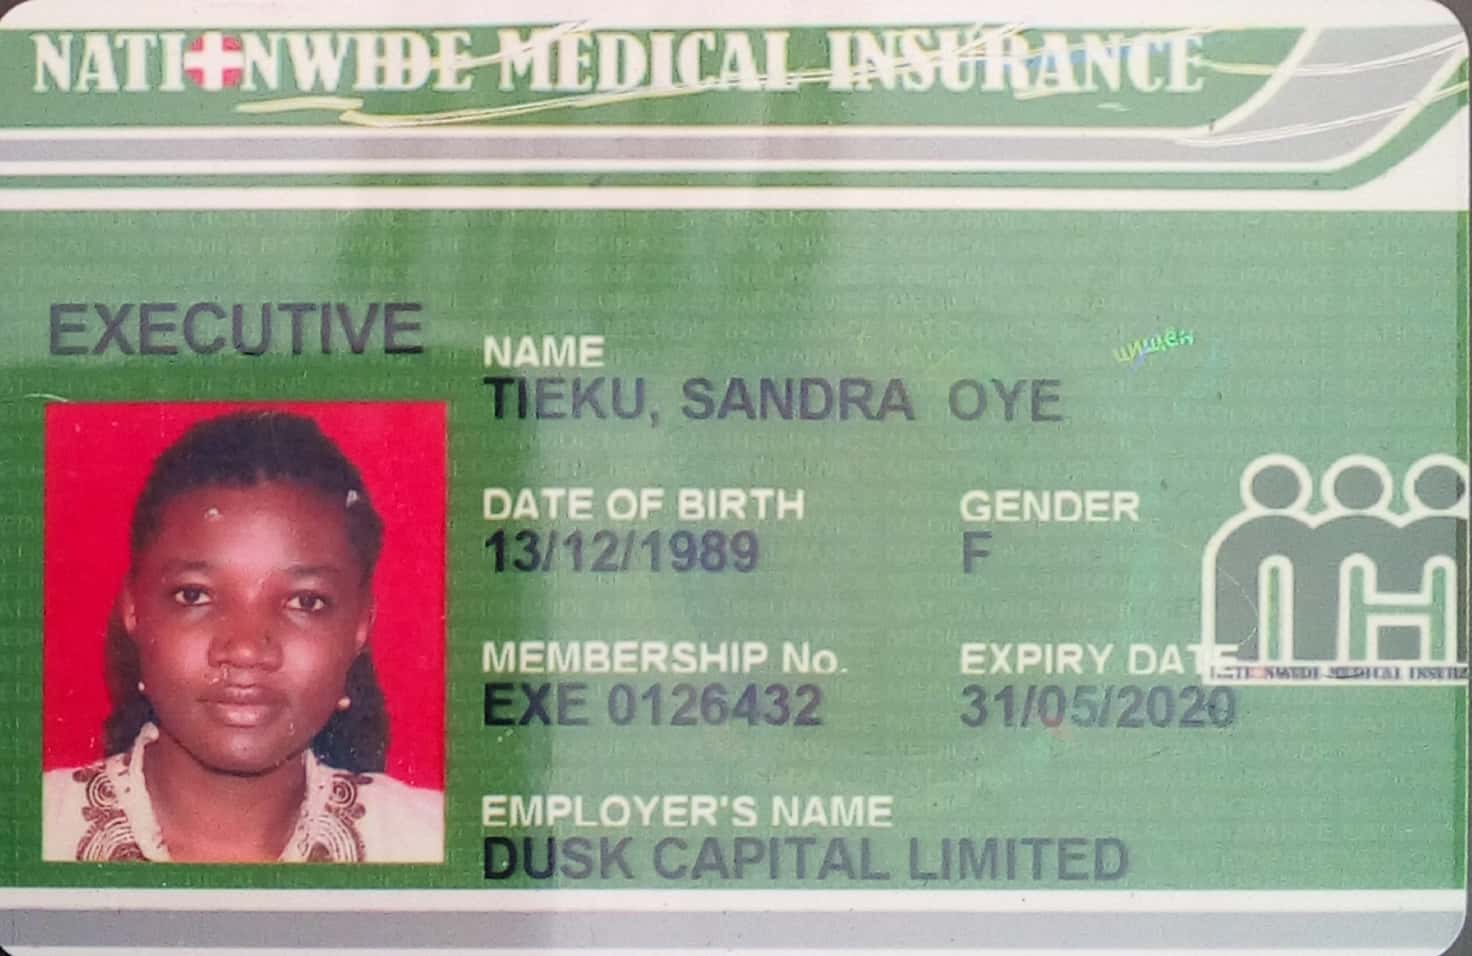 NATIONWIDE MEDICAL INSURANCE
EXECUTIVE
NAME
TIEKU, SANDRA OYE
DATE OF BIRTH
13/12/1989
GENDER
F
MEMBERSHIP No.
EXE 0126432
EXPIRY DATE
31/05/2020
NATIONWIDE MEDICAL
EMPLOYER'S NAME
DUSK CAPITAL LIMITED